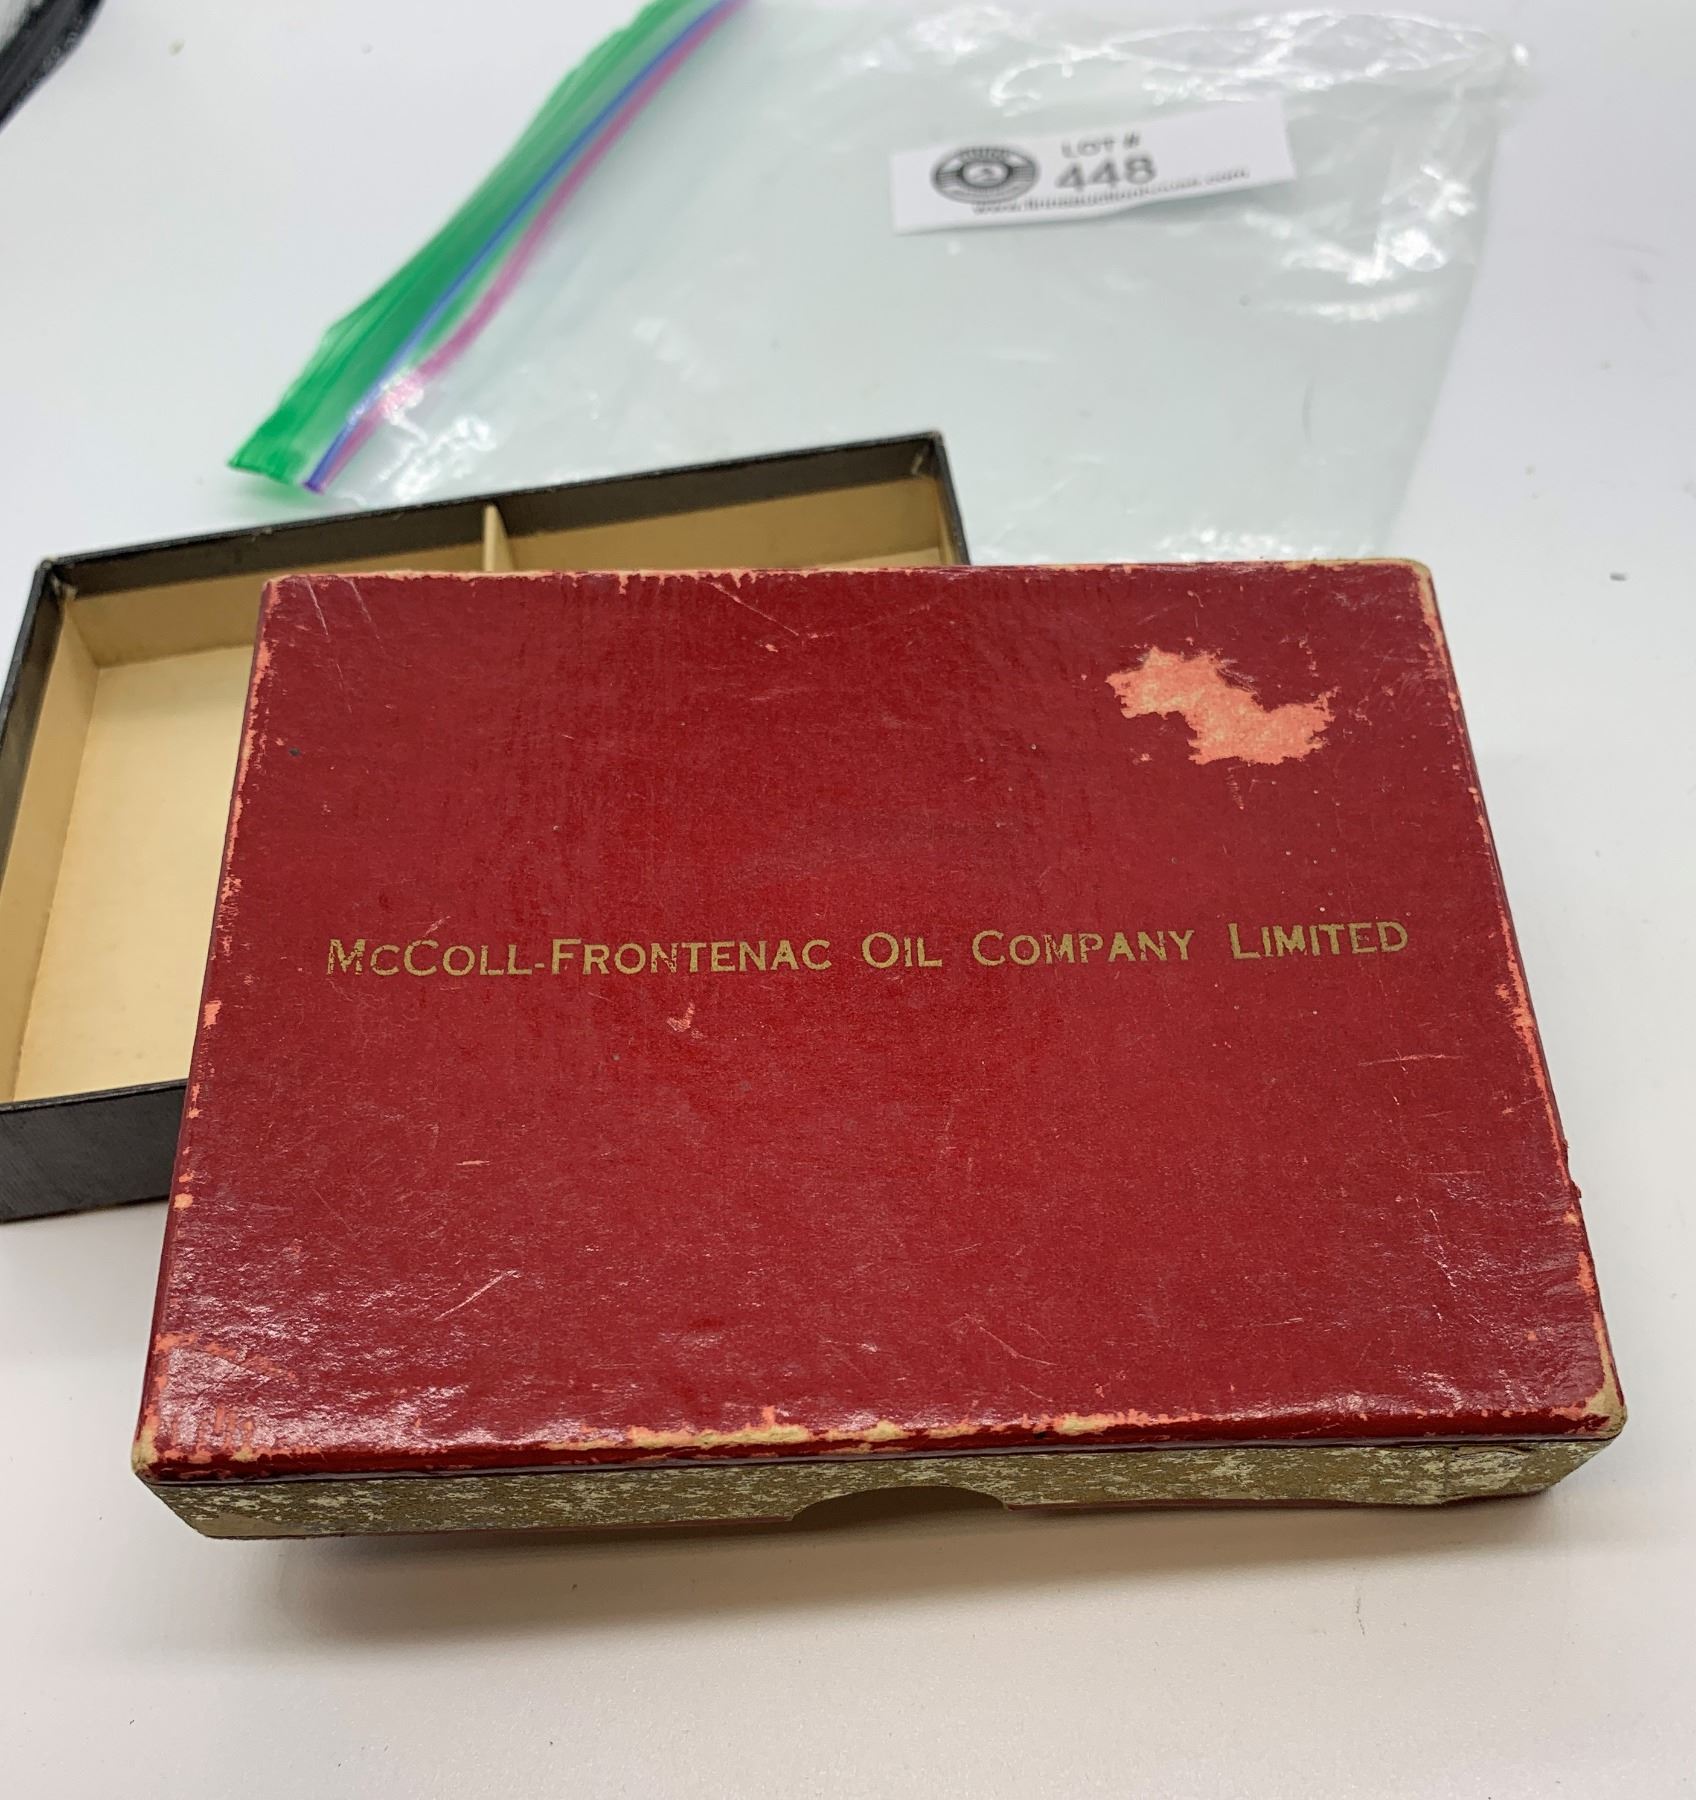 LOT #
448
McColl-Frontenac Oil Company Limited